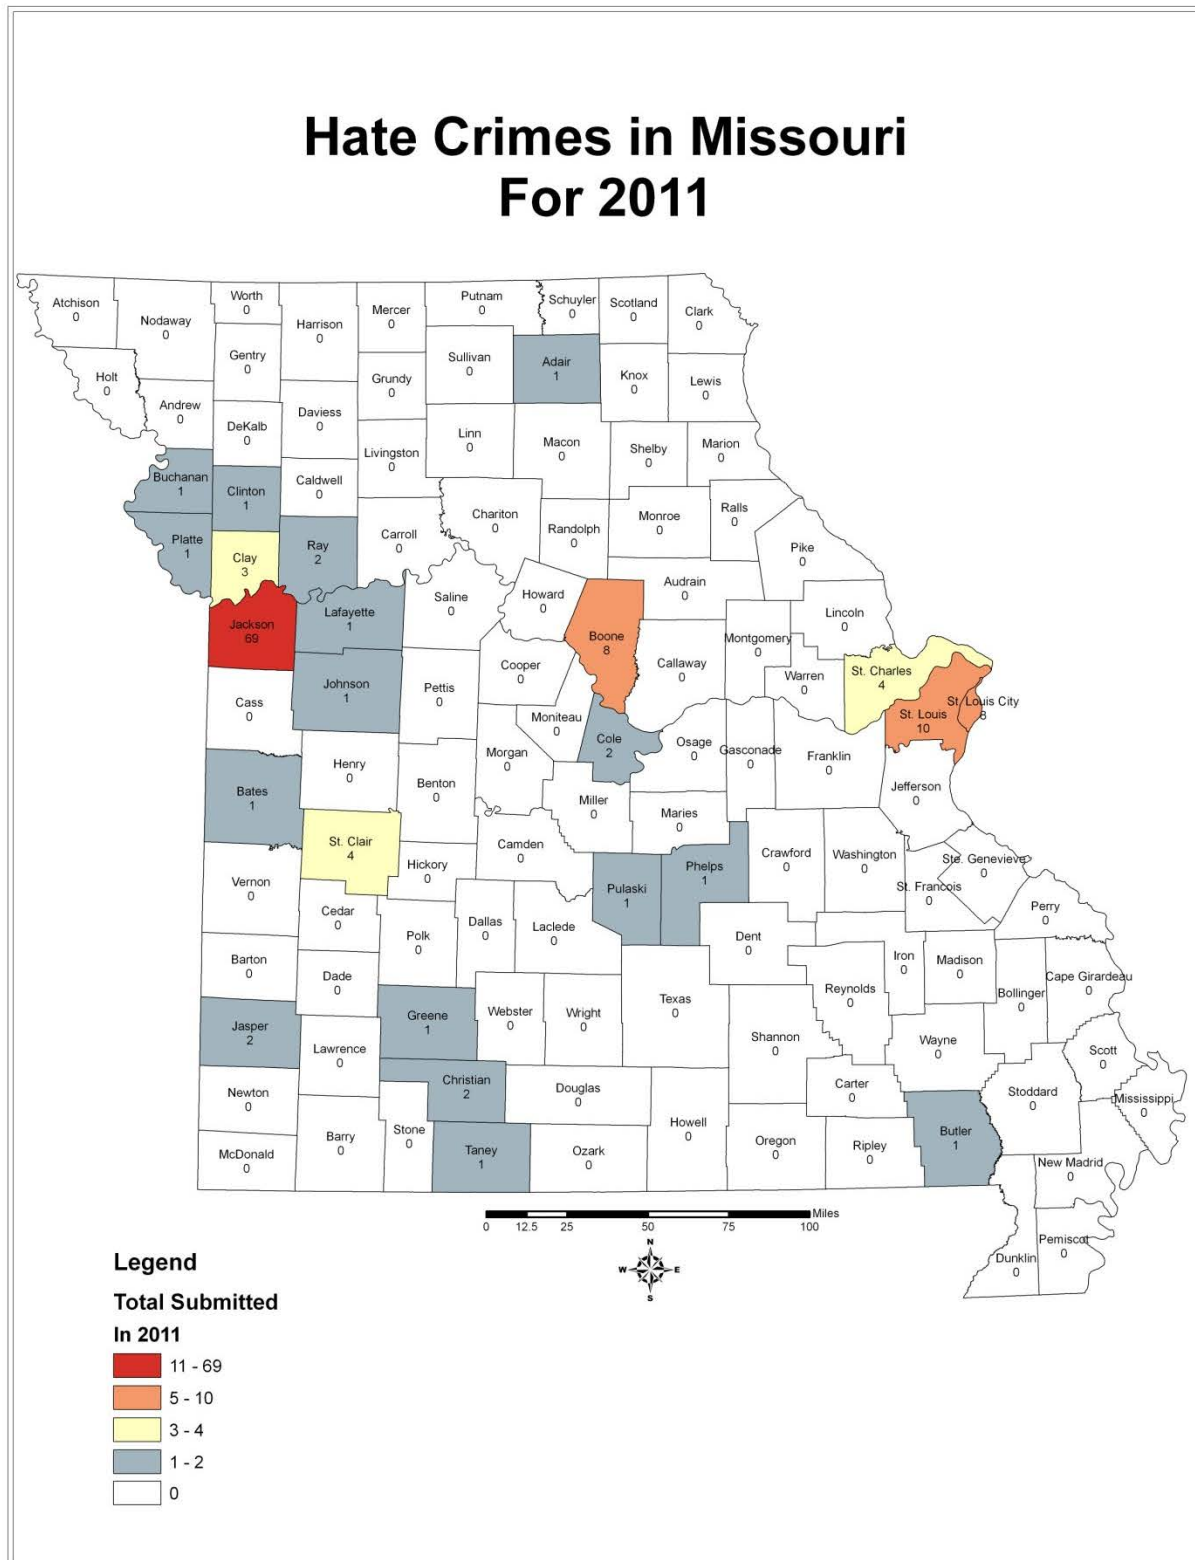 Hate Crimes in Missouri
For 2011
Atchison
0
Nodaway
0
Worth
0
Harrison
0
Mercer
0
Putnam
0
Schuyler
0
Scotland
0
Clark
0
Holt
0
Gentry
0
Grundy
0
Sullivan
0
Adair
1
Knox
0
Lewis
0
Andrew
0
DeKalb
0
Daviess
0
Livingston
0
Linn
0
Macon
0
Shelby
0
Marion
0
Buchanan
1
Clinton
1
Caldwell
0
Chariton
0
Randolph
0
Monroe
0
Ralls
0
Platte
1
Clay
3
Ray
2
Carroll
0
Pike
0
Jackson
69
Lafayette
1
Saline
0
Howard
0
Boone
8
Audrain
0
Lincoln
0
Montgomery
0
Warren
0
St. Charles
4
St. Louis City
8
St. Louis
10
Cass
0
Johnson
1
Pettis
0
Cooper
0
Moniteau
0
Callaway
0
Cole
2
Osage
0
Gasconade
0
Franklin
0
Jefferson
0
Bates
1
Henry
0
Benton
0
Morgan
0
Miller
0
Maries
0
St. Clair
4
Hickory
0
Camden
0
Pulaski
1
Phelps
1
Crawford
0
Washington
0
Ste. Genevieve
0
St. Francois
0
Perry
0
Vernon
0
Cedar
0
Polk
0
Dallas
0
Laclede
0
Dent
0
Iron
0
Madison
0
Bollinger
0
Cape Girardeau
0
Barton
0
Dade
0
Greene
1
Webster
0
Wright
0
Texas
0
Reynolds
0
Shannon
0
Wayne
0
Scott
0
Jasper
2
Lawrence
0
Christian
2
Douglas
0
Howell
0
Carter
0
Stoddard
0
Mississippi
0
Newton
0
McDonald
0
Barry
0
Stone
0
Taney
1
Ozark
0
Oregon
0
Ripley
0
Butler
1
New Madrid
0
Dunklin
0
Pemiscot
0
Miles
0 12.5 25 50 75 100
N
W E
S
Legend
Total Submitted
In 2011
11 - 69
5 - 10
3 - 4
1 - 2
0